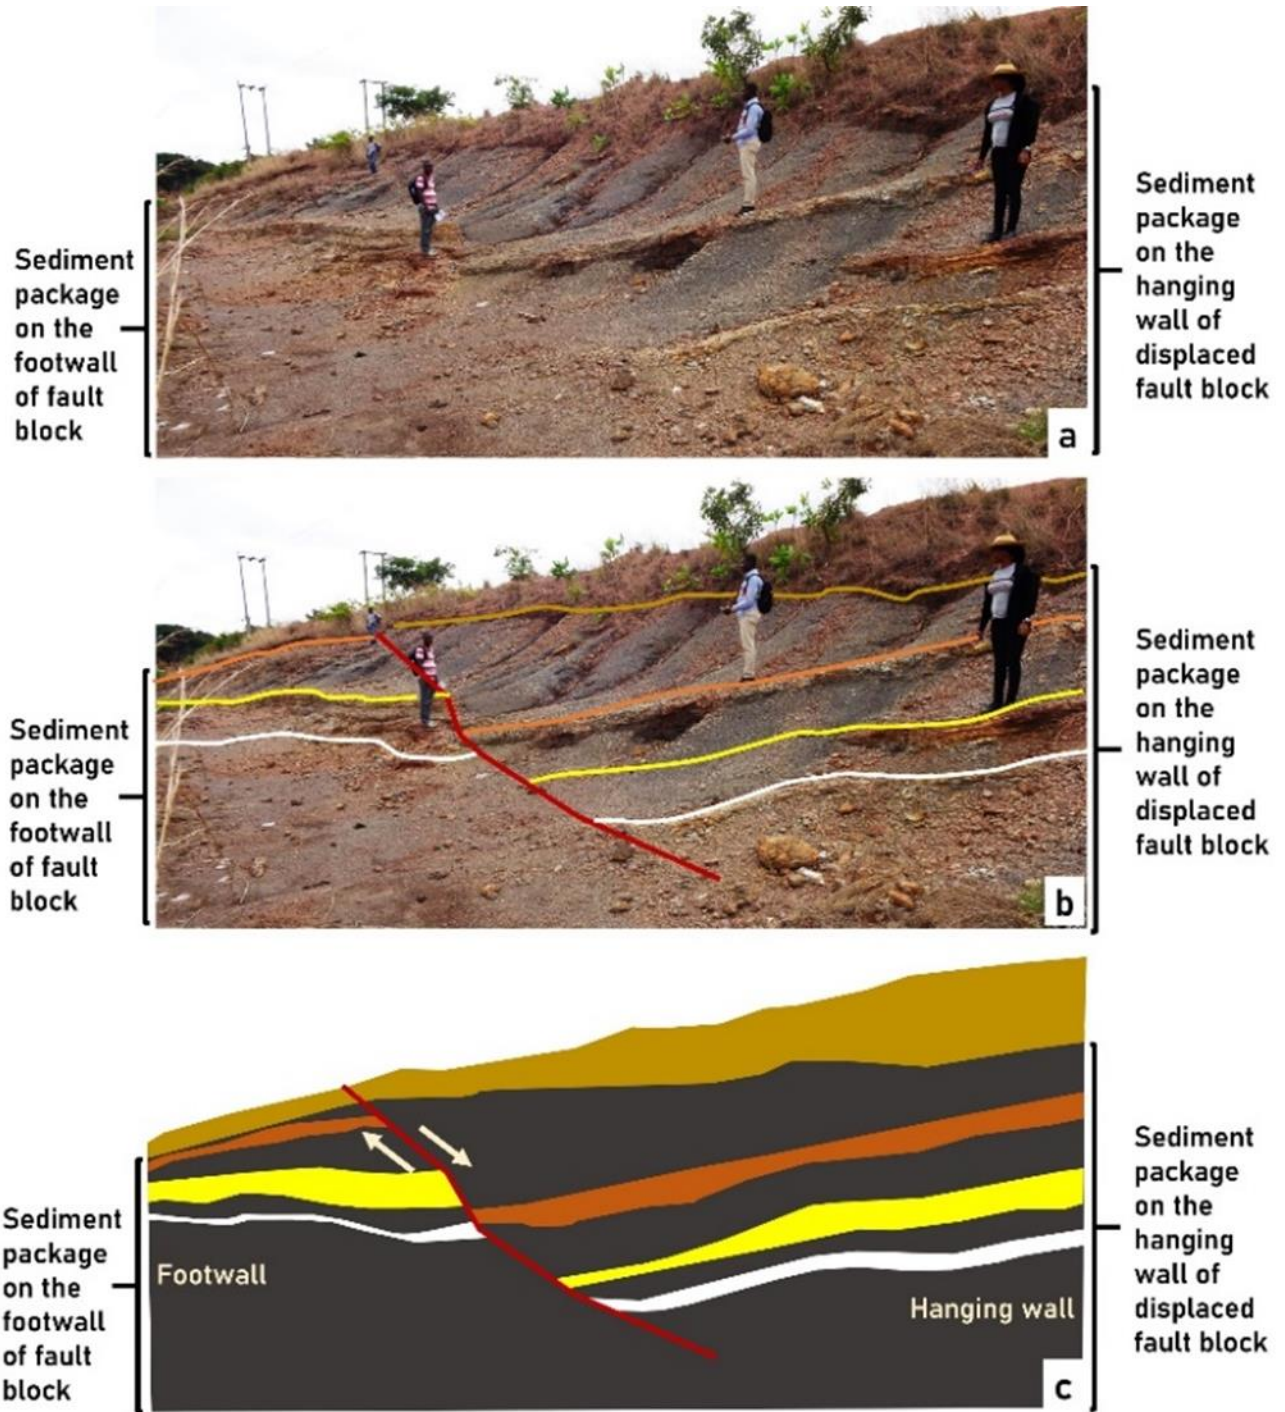 Sediment
package
on the
footwall
of fault
block
Sediment
package
on the
hanging
wall of
displaced
fault block
a
Sediment
package
on the
footwall
of fault
block
Sediment
package
on the
hanging
wall of
displaced
fault block
b
Sediment
package
on the
footwall
of fault
block
Footwall
Hanging wall
Sediment
package
on the
hanging
wall of
displaced
fault block
c